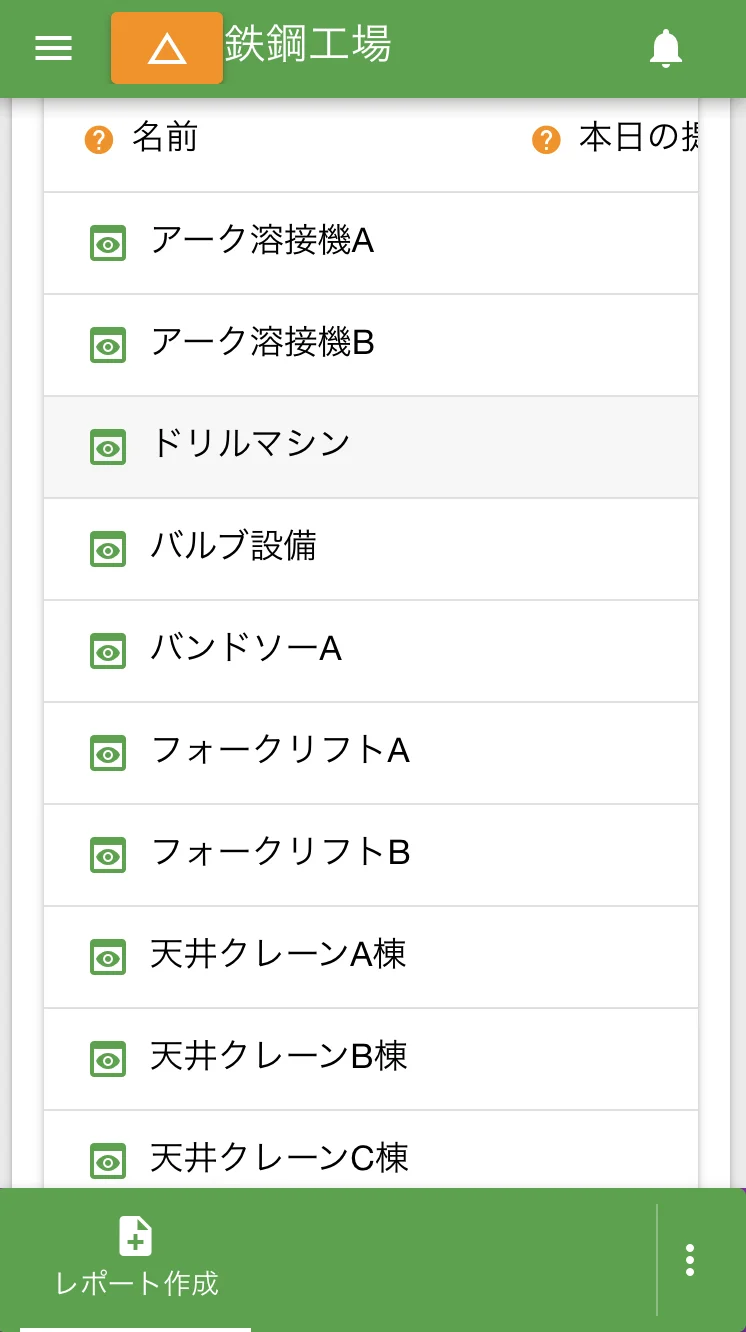 鉄鋼工場
名前 本日の
アーク溶接機A
アーク溶接機B
ドリルマシン
バルブ設備
バンドソーA
フォークリフトA
フォークリフトB
天井クレーンA棟
天井クレーンB棟
天井クレーンC棟
レポート作成